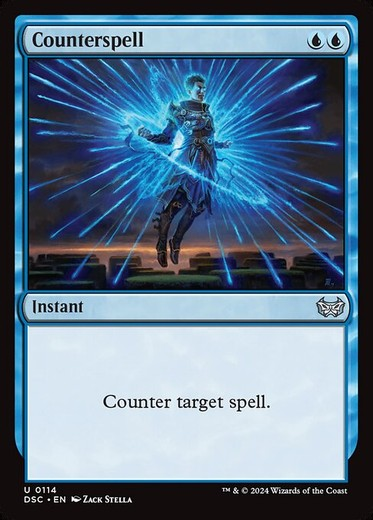 Counterspell
Instant
Counter target spell.
U 0114
DSC • EN Zack Stella
™ & © 2024 Wizards of the Coast